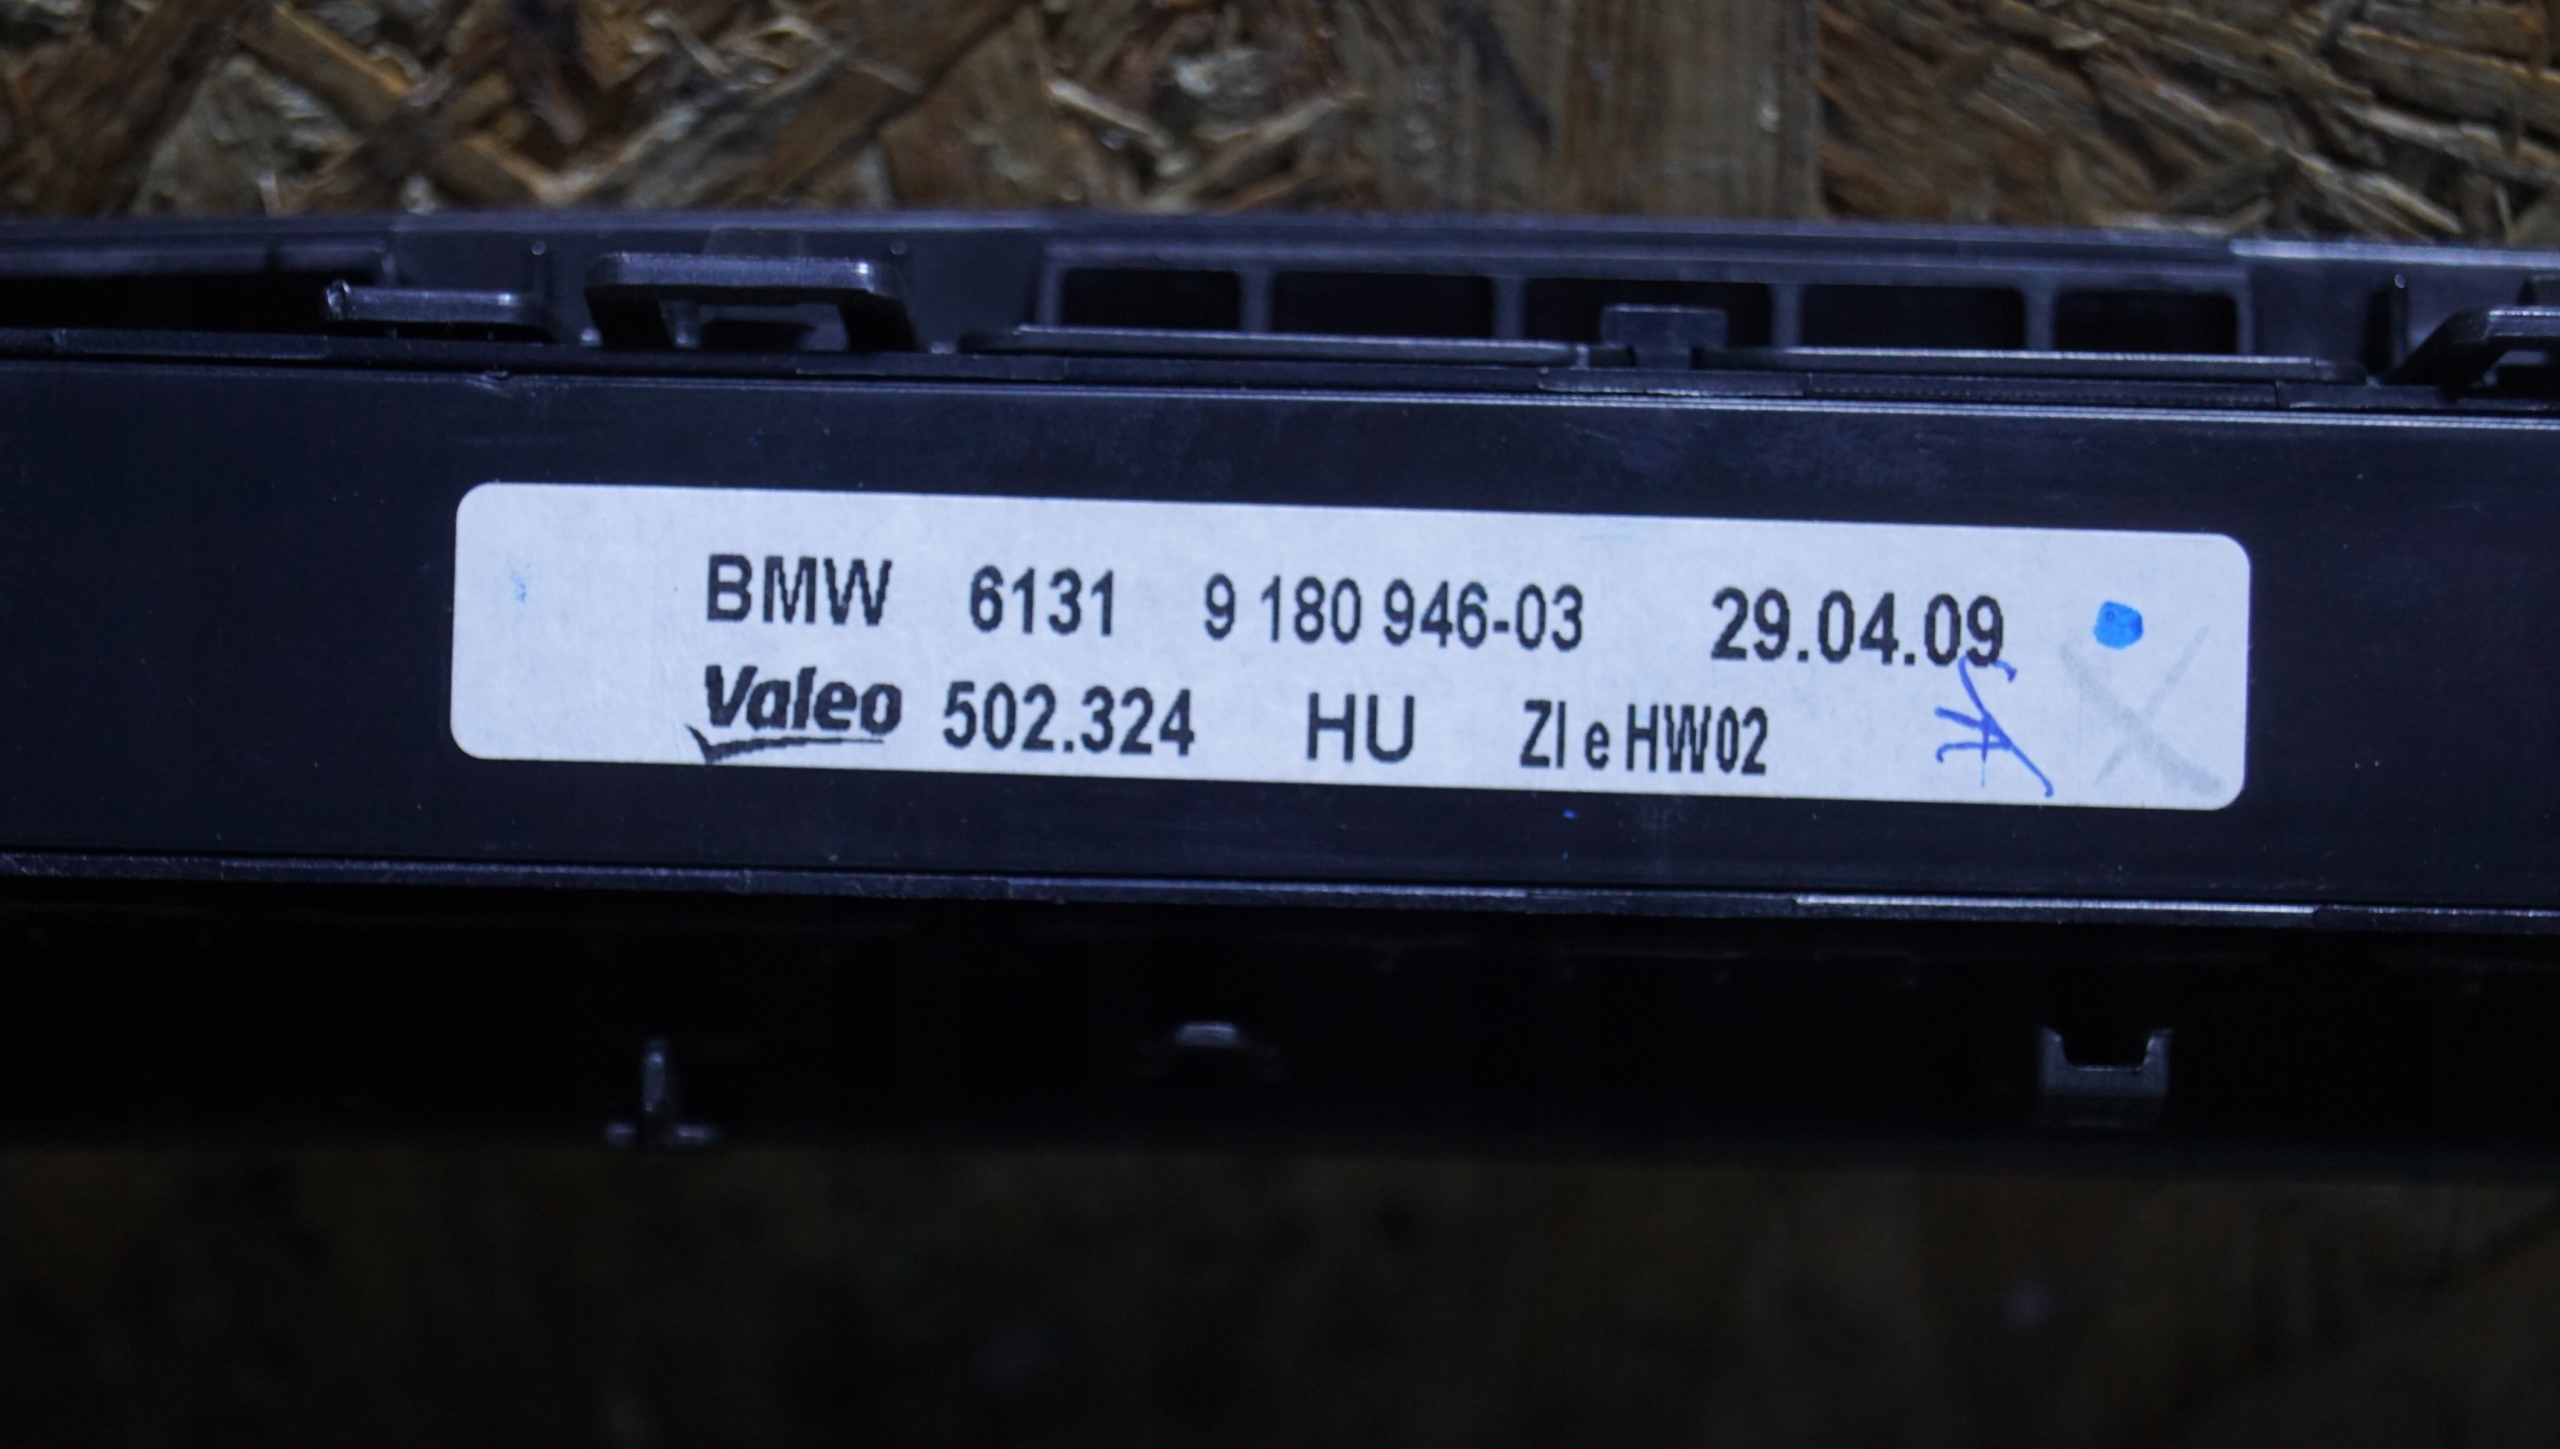 BMW 6131 9 180 946-03 29.04.09
Valeo 502.324 HU ZI e HW02